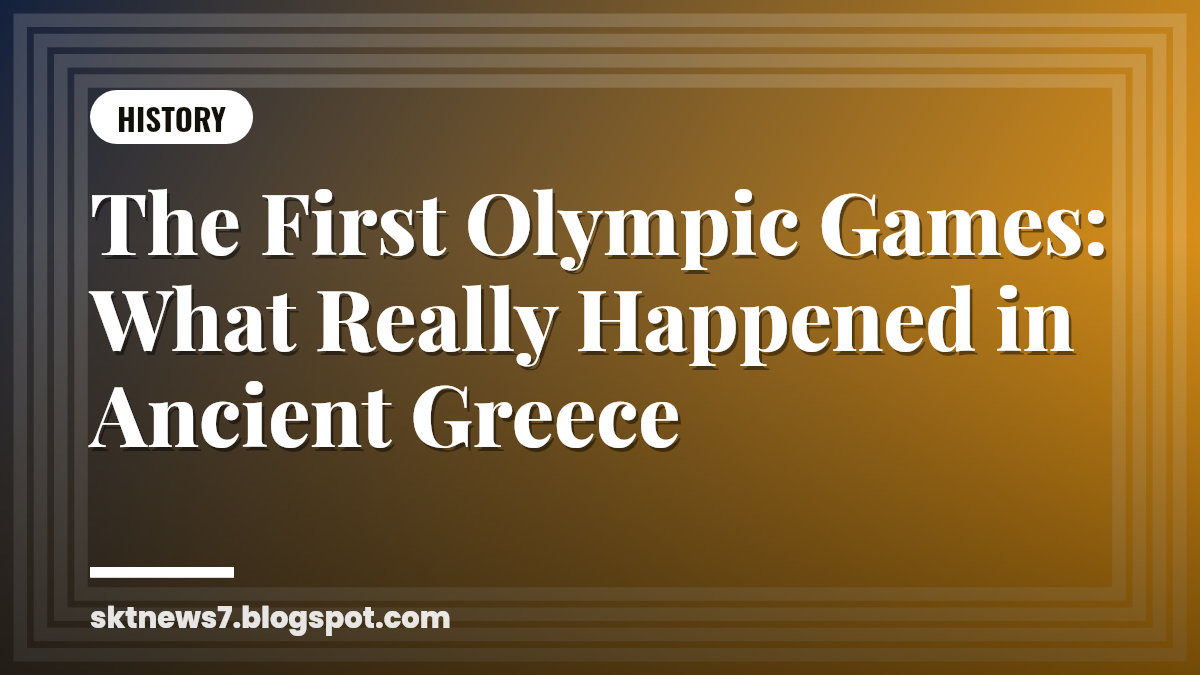 HISTORY
The First Olympic Games:
What Really Happened in
Ancient Greece
sktnews7.blogspot.com